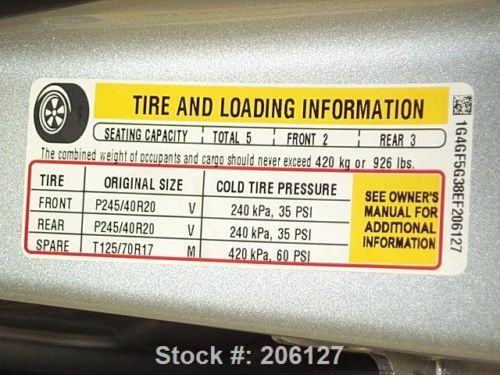 TIRE AND LOADING INFORMATION
SEATING CAPACITY TOTAL 5 FRONT 2 REAR 3
The combined weight of occupants and cargo should never exceed 420 kg or 926 lbs.
TIRE ORIGINAL SIZE COLD TIRE PRESSURE
FRONT P245/40R20 V 240 kPa, 35 PSI
REAR P245/40R20 V 240 kPa, 35 PSI
SPARE T125/70R17 M 420 kPa, 60 PSI
SEE OWNER'S
MANUAL FOR
ADDITIONAL
INFORMATION
1G4GF5G38EF206127
Stock #: 206127